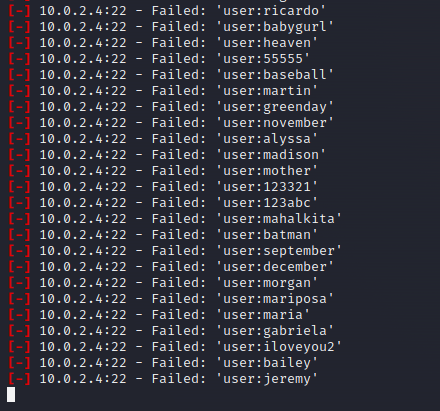 [-] 10.0.2.4:22 - Failed: 'user:ricardo'
[-] 10.0.2.4:22 - Failed: 'user:babygurl'
[-] 10.0.2.4:22 - Failed: 'user:heaven'
[-] 10.0.2.4:22 - Failed: 'user:55555'
[-] 10.0.2.4:22 - Failed: 'user:baseball'
[-] 10.0.2.4:22 - Failed: 'user:martin'
[-] 10.0.2.4:22 - Failed: 'user:greenday'
[-] 10.0.2.4:22 - Failed: 'user:november'
[-] 10.0.2.4:22 - Failed: 'user:alyssa'
[-] 10.0.2.4:22 - Failed: 'user:madison'
[-] 10.0.2.4:22 - Failed: 'user:mother'
[-] 10.0.2.4:22 - Failed: 'user:123321'
[-] 10.0.2.4:22 - Failed: 'user:123abc'
[-] 10.0.2.4:22 - Failed: 'user:mahalkita'
[-] 10.0.2.4:22 - Failed: 'user:batman'
[-] 10.0.2.4:22 - Failed: 'user:september'
[-] 10.0.2.4:22 - Failed: 'user:december'
[-] 10.0.2.4:22 - Failed: 'user:morgan'
[-] 10.0.2.4:22 - Failed: 'user:mariposa'
[-] 10.0.2.4:22 - Failed: 'user:maria'
[-] 10.0.2.4:22 - Failed: 'user:gabriela'
[-] 10.0.2.4:22 - Failed: 'user:iloveyou2'
[-] 10.0.2.4:22 - Failed: 'user:bailey'
[-] 10.0.2.4:22 - Failed: 'user:jeremy'